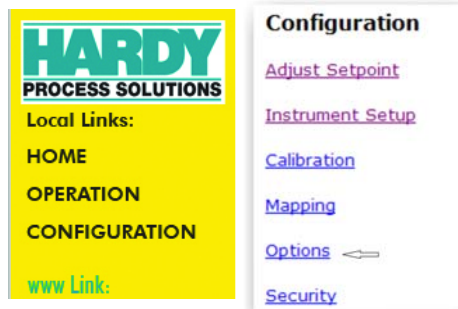 HARDY
PROCESS SOLUTIONS
Local Links:
HOME
OPERATION
CONFIGURATION
www Link:
Configuration
Adjust Setpoint
Instrument Setup
Calibration
Mapping
Options
Security